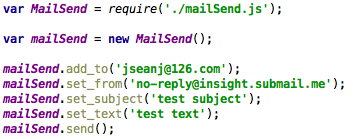 var MailSend = require('./mailSend.js');
var mailSend = new MailSend();
mailSend.add_to('jseanj@126.com');
mailSend.set_from('no-reply@insight.submail.me');
mailSend.set_subject('test subject');
mailSend.set_text('test text');
mailSend.send();